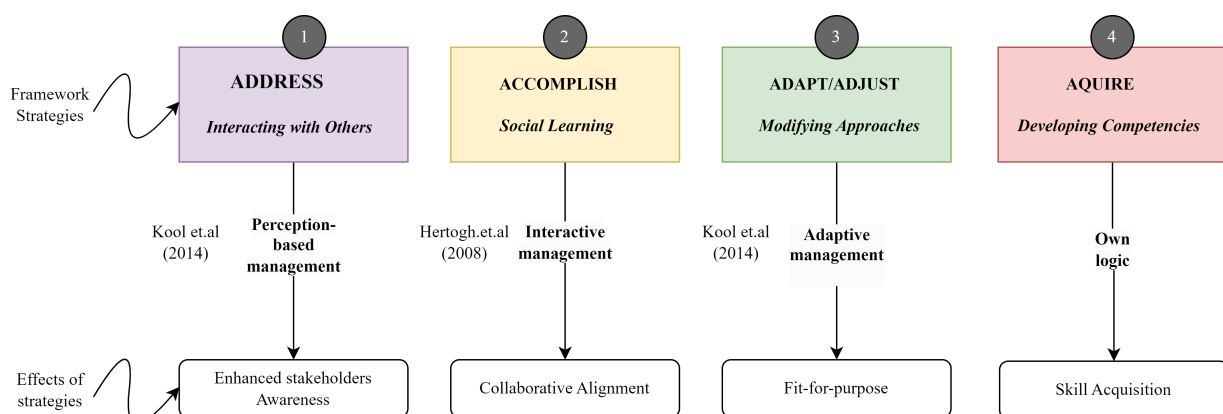 1
2
3
4
Framework
Strategies
ADDRESS
Interacting with Others
ACCOMPLISH
Social Learning
ADAPT/ADJUST
Modifying Approaches
AQUIRE
Developing Competencies
Kool et.al
(2014)
Perception-
based
management
Hertogh.et.al
(2008)
Interactive
management
Kool et.al
(2014)
Adaptive
management
Own
logic
Effects of
strategies
Enhanced stakeholders
Awareness
Collaborative Alignment
Fit-for-purpose
Skill Acquisition